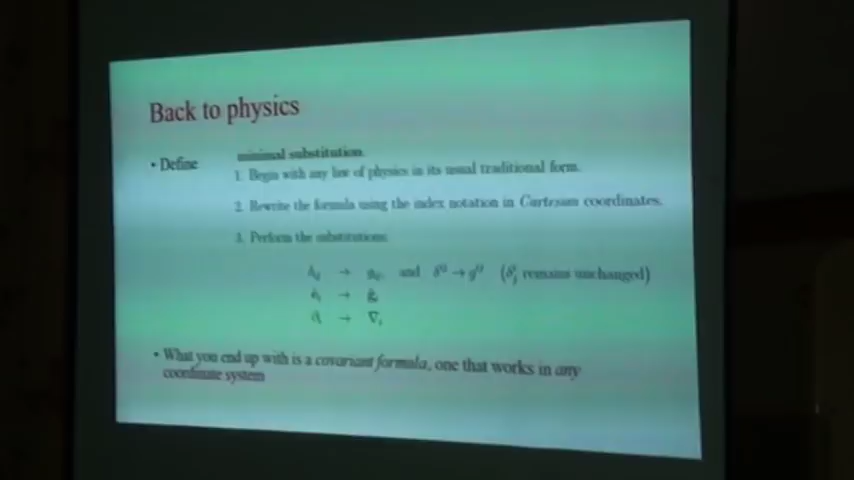 Back to physics
• Define
minimal substitution.
1. Begin with any law of physics in its usual traditional form.
2. Rewrite the formula using the index notation in Cartesian coordinates.
3. Perform the substitutions
δᵢⱼ → gᵢⱼ, and δⁱʲ → gⁱʲ (δⁱⱼ remains unchanged)
êᵢ → g̲ᵢ
∂ᵢ → ∇ᵢ
• What you end up with is a covariant formula, one that works in any
coordinate system